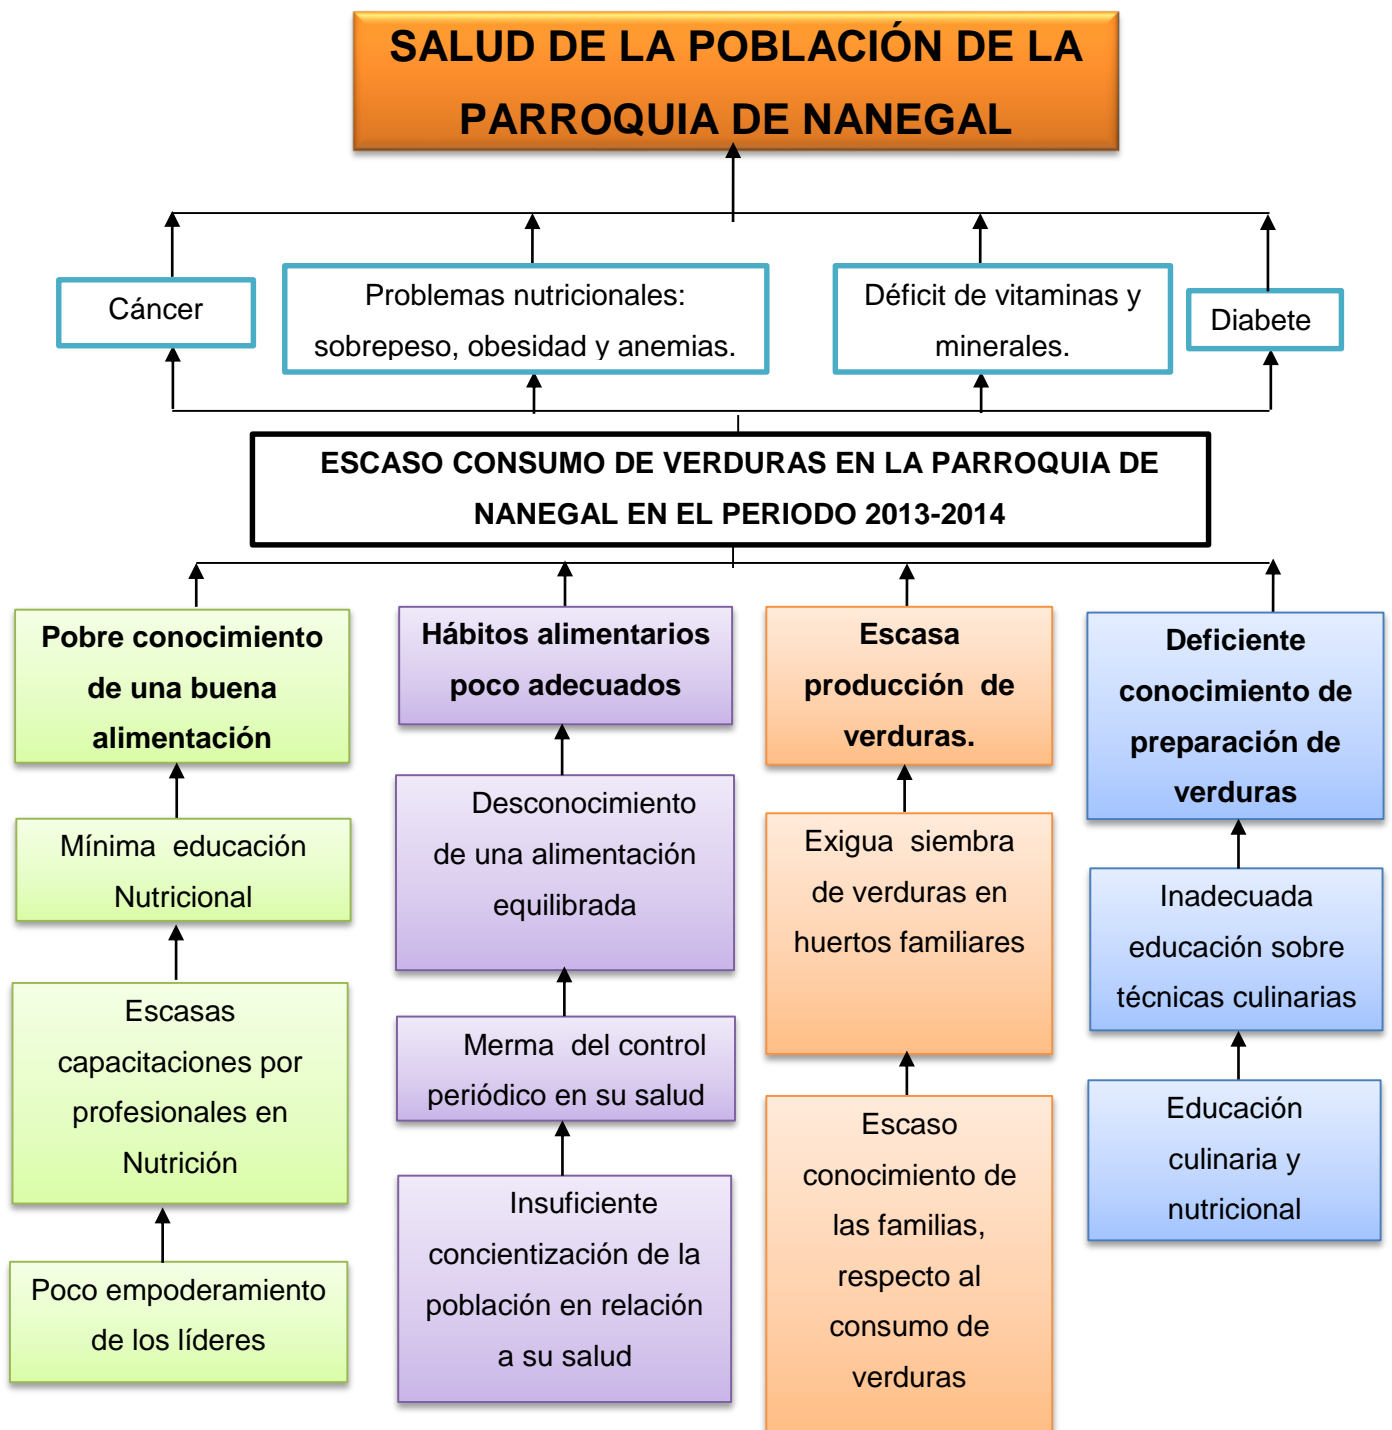 SALUD DE LA POBLACIÓN DE LA
PARROQUIA DE NANEGAL
Cáncer
Problemas nutricionales:
sobrepeso, obesidad y anemias.
Déficit de vitaminas y
minerales.
Diabete
ESCASO CONSUMO DE VERDURAS EN LA PARROQUIA DE
NANEGAL EN EL PERIODO 2013-2014
Pobre conocimiento
de una buena
alimentación
Mínima educación
Nutricional
Escasas
capacitaciones por
profesionales en
Nutrición
Poco empoderamiento
de los líderes
Hábitos alimentarios
poco adecuados
Desconocimiento
de una alimentación
equilibrada
Merma del control
periódico en su salud
Insuficiente
concientización de la
población en relación
a su salud
Escasa
producción de
verduras.
Exigua siembra
de verduras en
huertos familiares
Escaso
conocimiento de
las familias,
respecto al
consumo de
verduras
Deficiente
conocimiento de
preparación de
verduras
Inadecuada
educación sobre
técnicas culinarias
Educación
culinaria y
nutricional